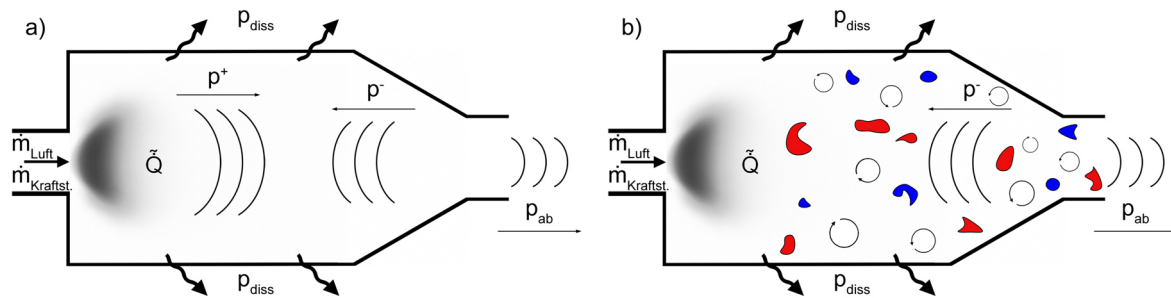 a)
p_diss
p⁺
p⁻
ṁ_Luft
ṁ_Kraftst.
Q̃̇
p_ab
p_diss
b)
p_diss
p⁻
ṁ_Luft
ṁ_Kraftst.
Q̃̇
p_ab
p_diss